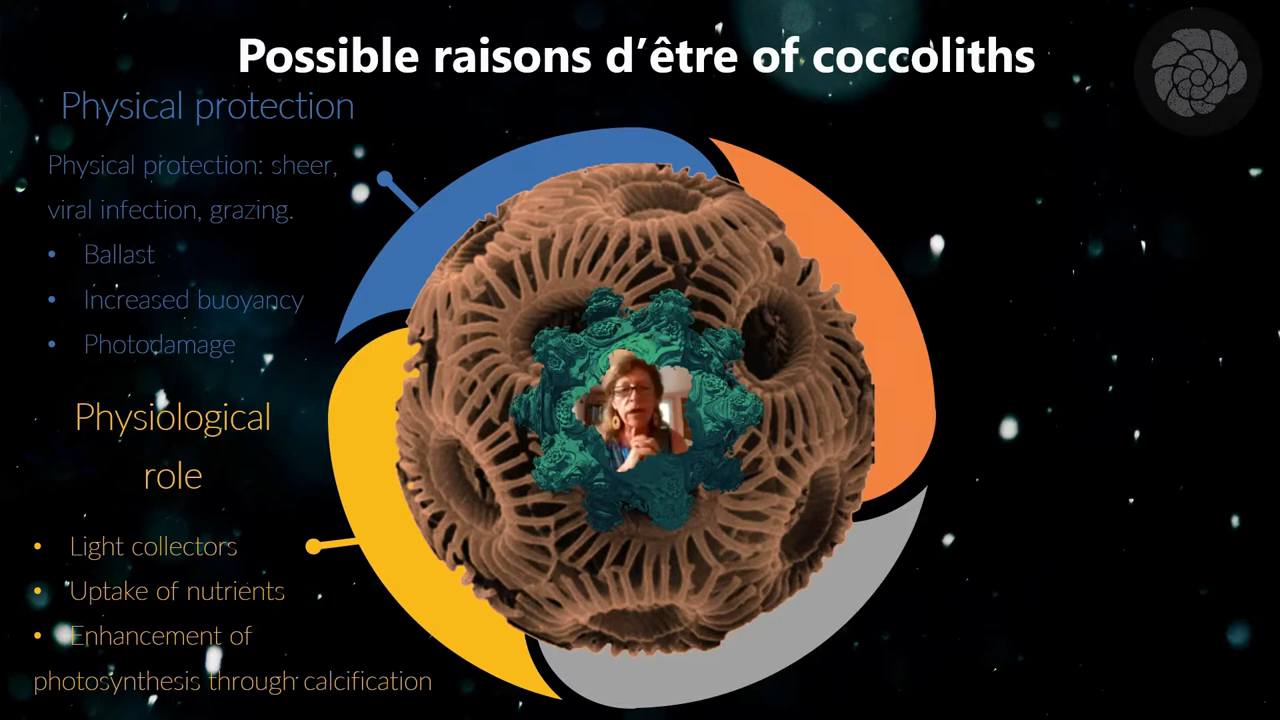 Possible raisons d’être of coccoliths
Physical protection
Physical protection: sheer,
viral infection, grazing.
• Ballast
• Increased buoyancy
• Photodamage
Physiological
role
• Light collectors
• Uptake of nutrients
• Enhancement of
photosynthesis through calcification